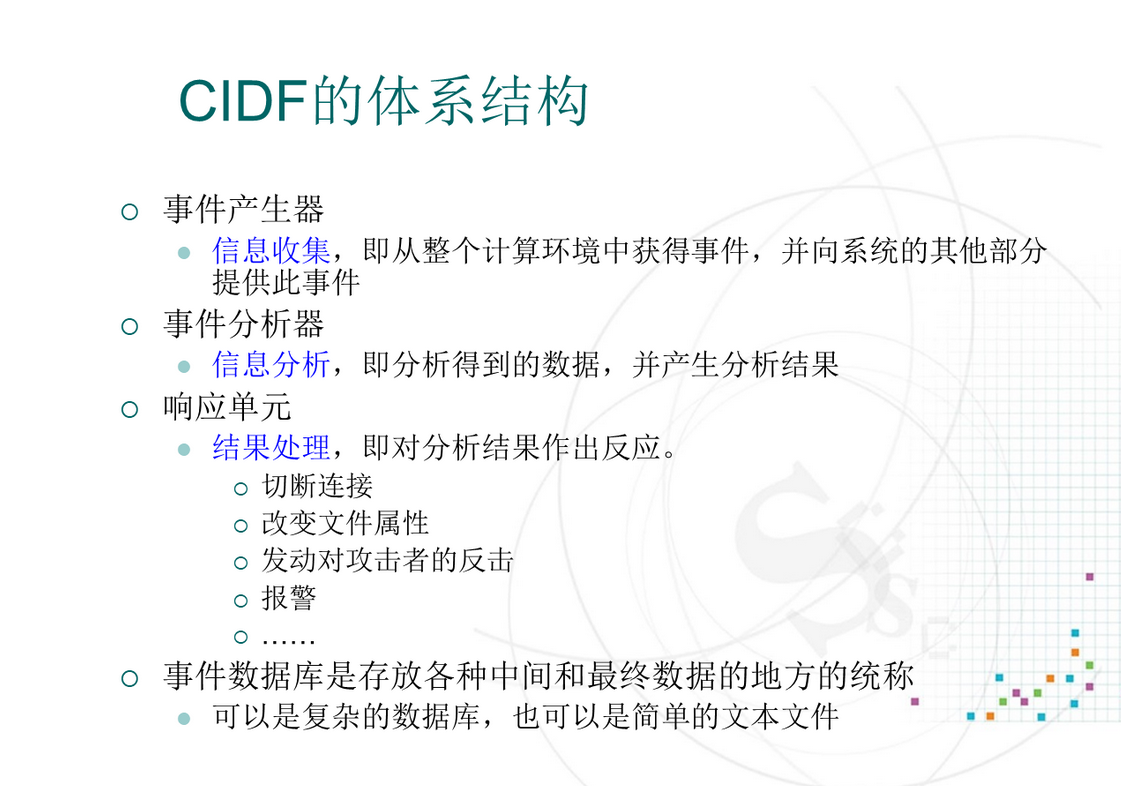 CIDF的体系结构
事件产生器
信息收集，即从整个计算环境中获得事件，并向系统的其他部分
提供此事件
事件分析器
信息分析，即分析得到的数据，并产生分析结果
响应单元
结果处理，即对分析结果作出反应。
切断连接
改变文件属性
发动对攻击者的反击
报警
……
事件数据库是存放各种中间和最终数据的地方的统称
可以是复杂的数据库，也可以是简单的文本文件
SSC